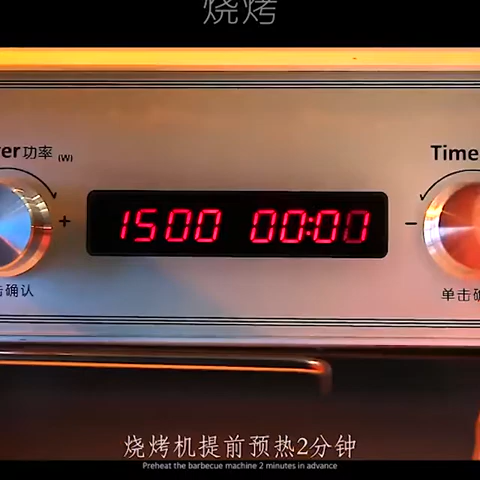 烧烤
er功率 (W)
Time
+
1500 00:00
-
击确认
单击确
烧烤机提前预热2分钟
Preheat the barbecue machine 2 minutes in advance